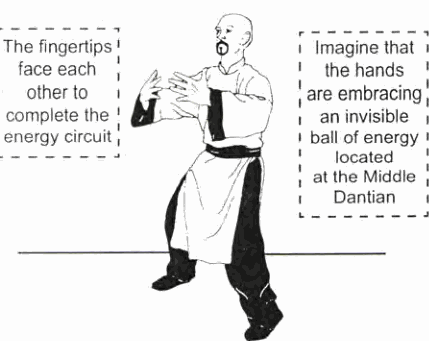 The fingertips
face each
other to
complete the
energy circuit
Imagine that
the hands
are embracing
an invisible
ball of energy
located
at the Middle
Dantian